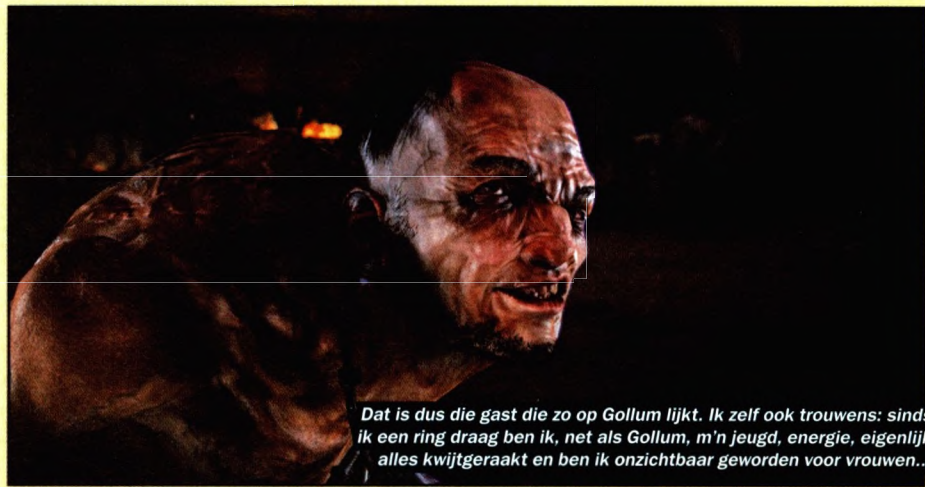 Dat is dus die gast die zo op Gollum lijkt. Ik zelf ook trouwens: sinds
ik een ring draag ben ik, net als Gollum, m'n jeugd, energie, eigenlijk
alles kwijtgeraakt en ben ik onzichtbaar geworden voor vrouwen...